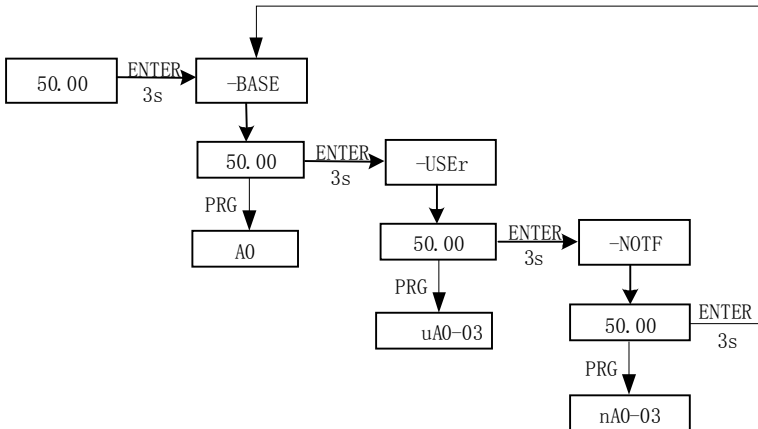 50.00
ENTER
3s
-BASE
50.00
ENTER
3s
-USEr
PRG
A0
50.00
ENTER
3s
-NOTF
PRG
uA0-03
50.00
ENTER
3s
PRG
nA0-03